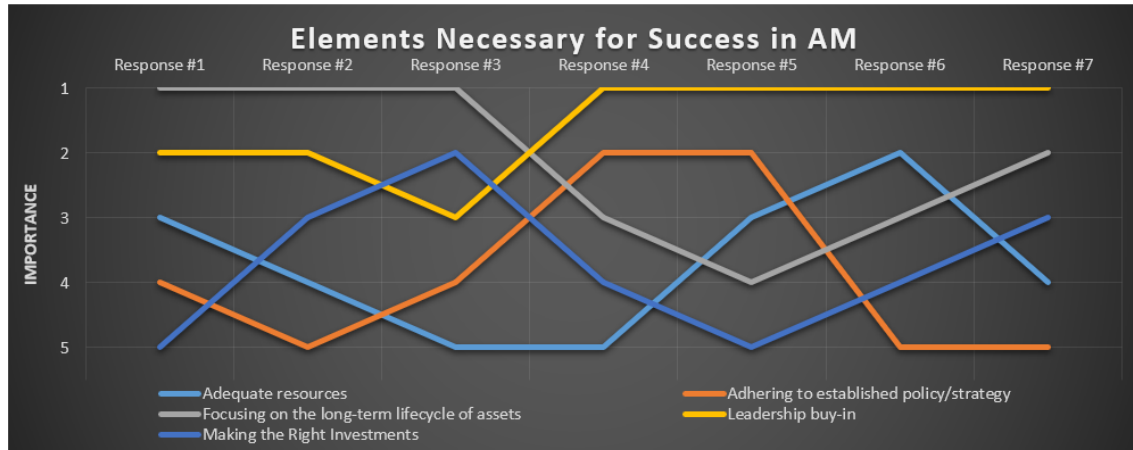 Elements Necessary for Success in AM
Response #1 Response #2 Response #3 Response #4 Response #5 Response #6 Response #7
1
2
3
4
5
IMPORTANCE
Adequate resources Adhering to established policy/strategy
Focusing on the long-term lifecycle of assets Leadership buy-in
Making the Right Investments